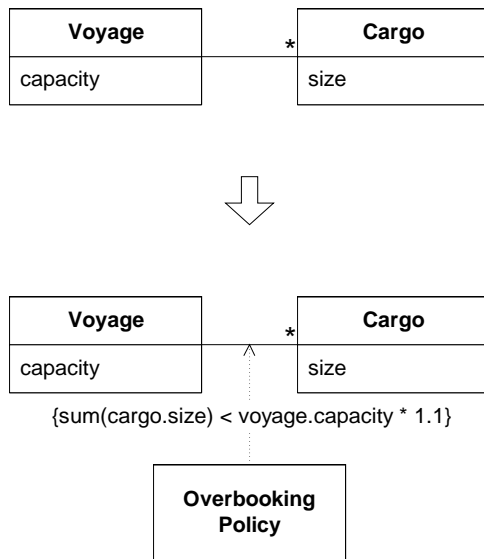 Voyage
Cargo
*
capacity
size
Voyage
Cargo
*
capacity
size
{sum(cargo.size) < voyage.capacity * 1.1}
Overbooking
Policy